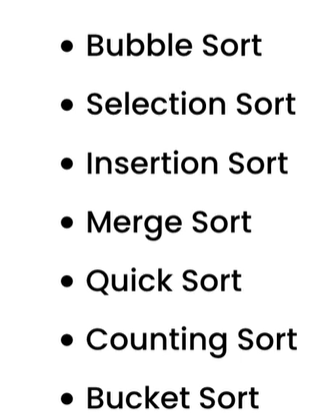 • Bubble Sort
• Selection Sort
• Insertion Sort
• Merge Sort
• Quick Sort
• Counting Sort
• Bucket Sort